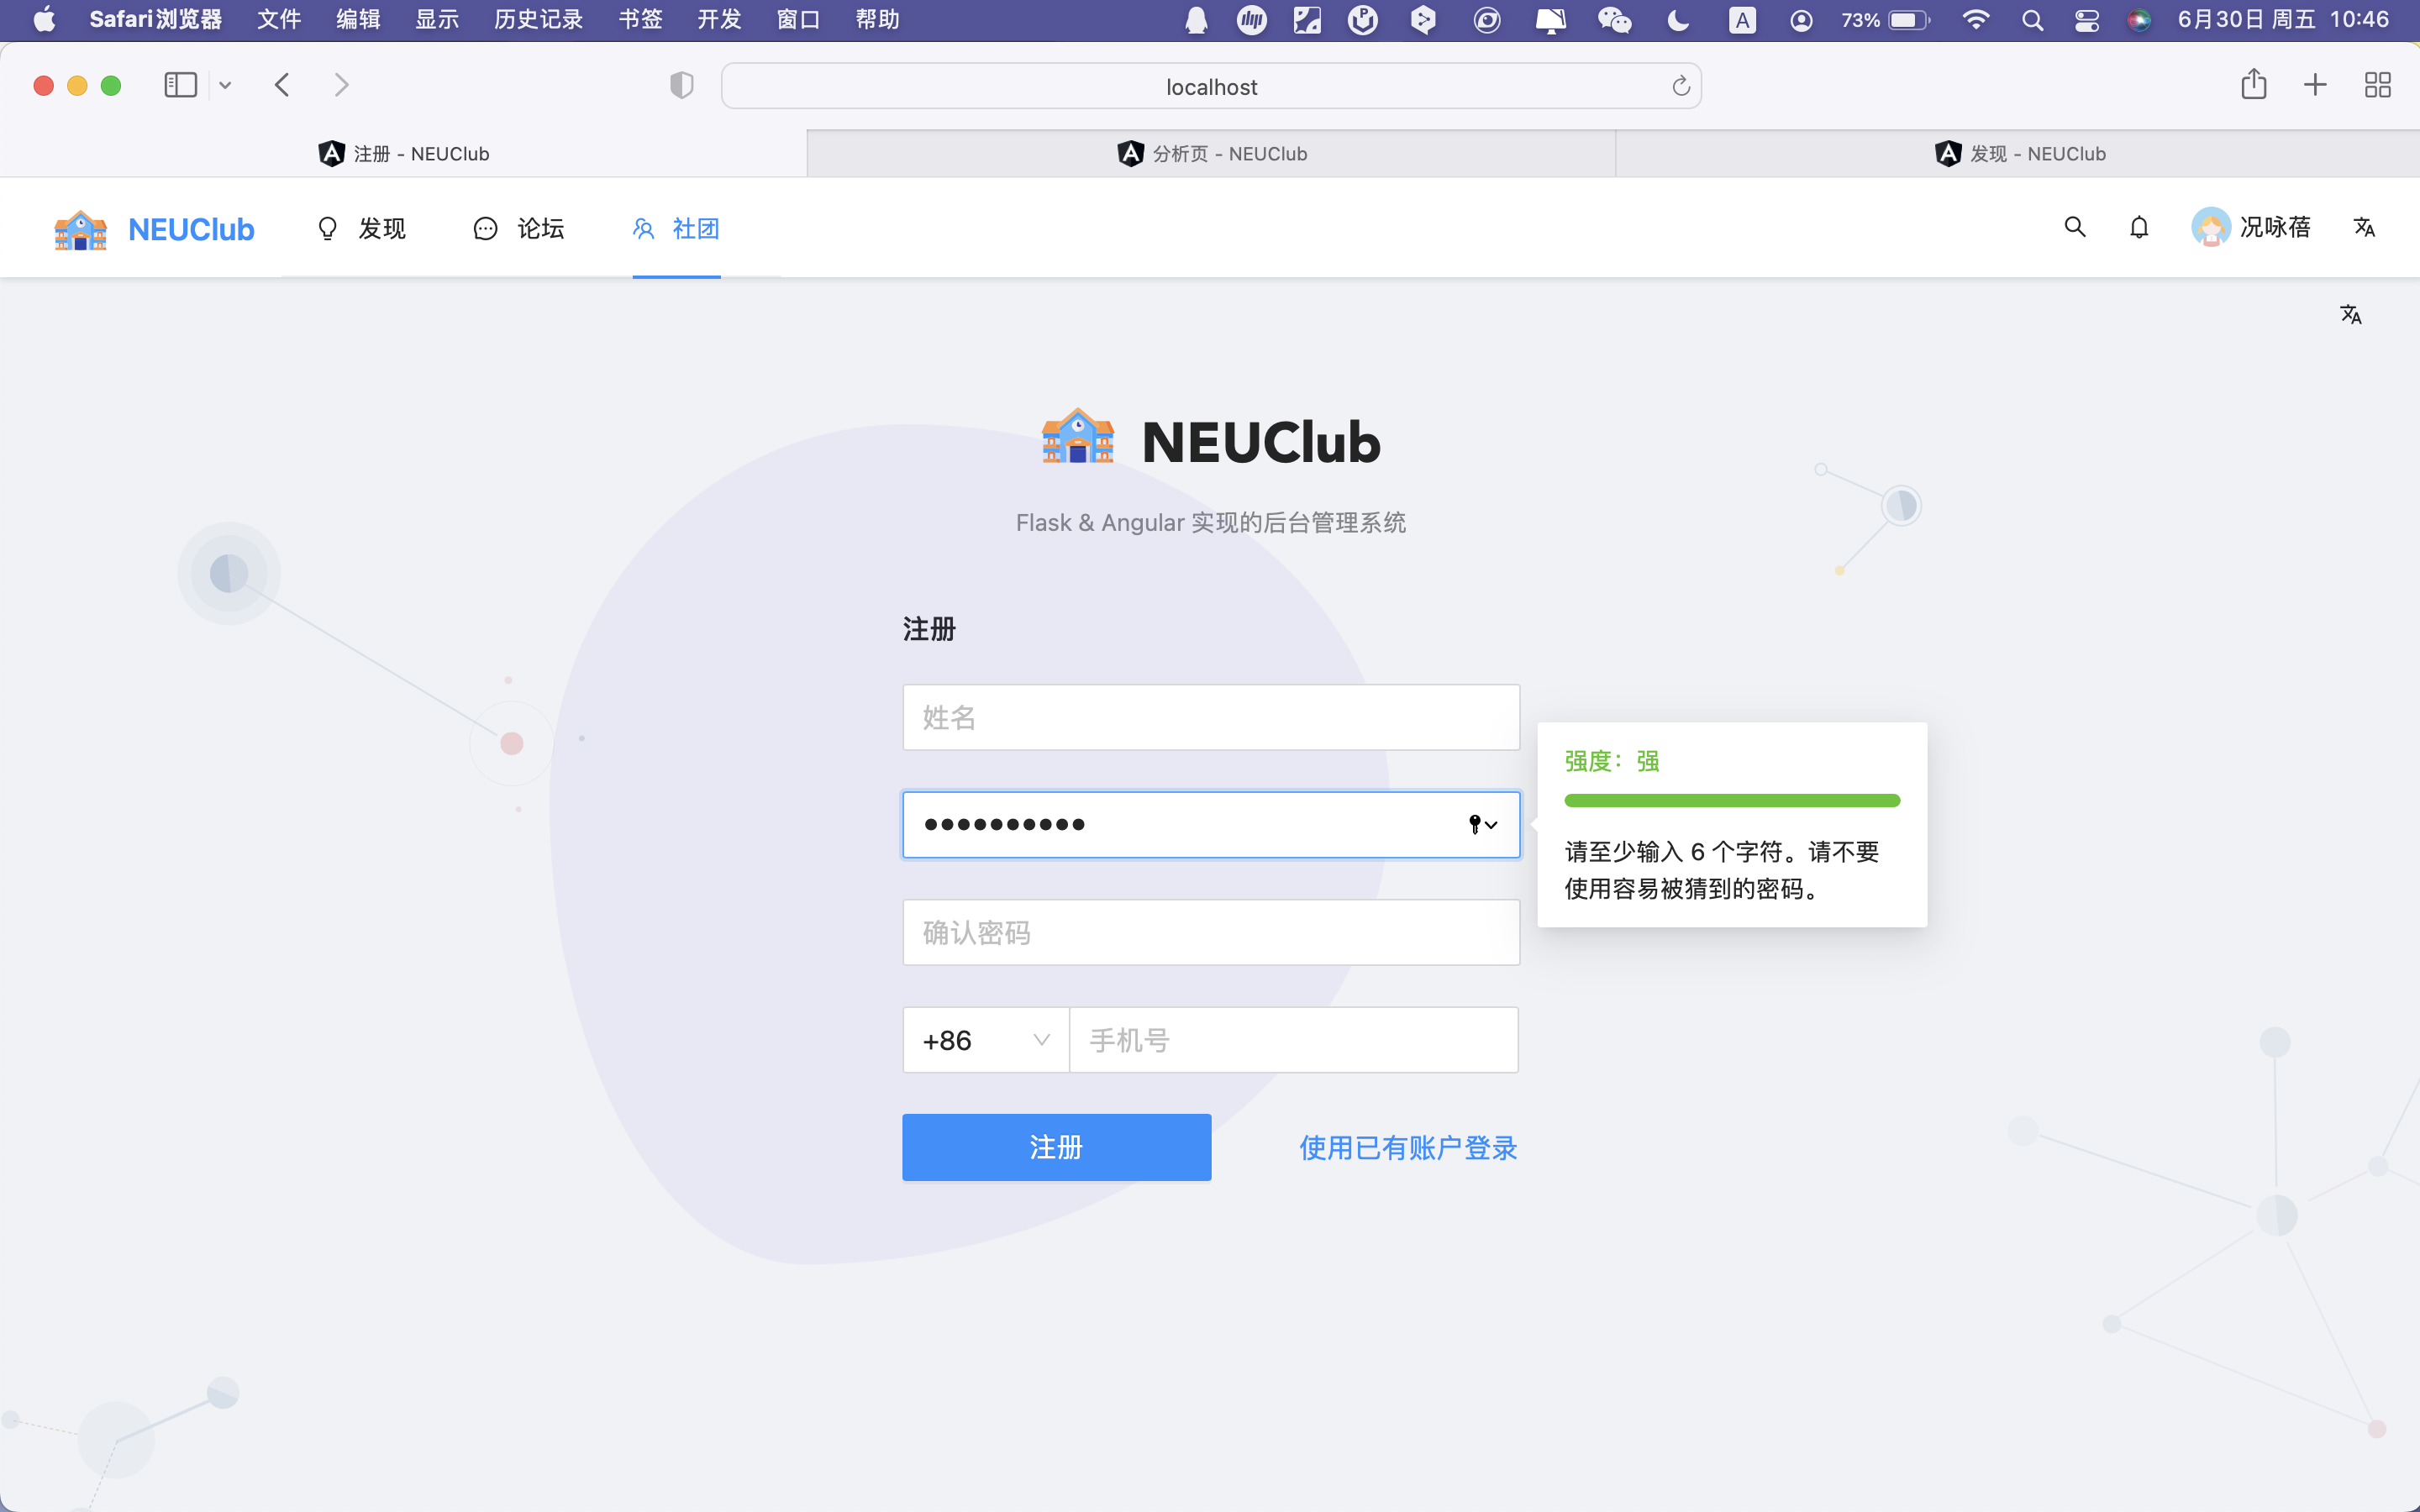 Safari浏览器 文件 编辑 显示 历史记录 书签 开发 窗口 帮助 A 73% 6月30日 周五 10:46
localhost
注册 - NEUClub 分析页 - NEUClub 发现 - NEUClub
NEUClub 发现 论坛 社团 况咏蓓
NEUClub
Flask & Angular 实现的后台管理系统
注册
姓名
强度：强
请至少输入 6 个字符。请不要
使用容易被猜到的密码。
确认密码
+86 手机号
注册 使用已有账户登录